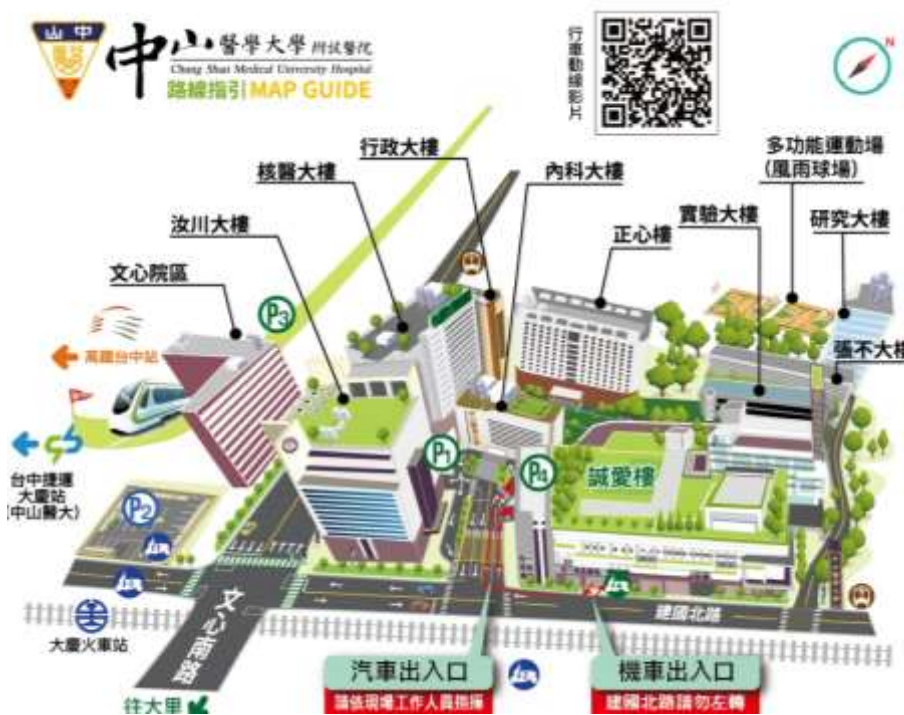 中山
中山醫學大學 附設醫院
Chung Shan Medical University Hospital
路線指引 MAP GUIDE
行車動線影片
N
多功能運動場
(風雨球場)
行政大樓
核醫大樓
內科大樓
實驗大樓
研究大樓
汝川大樓
正心樓
文心院區
P3
高鐵台中站
張不大樓
P1
P4
誠愛樓
台中捷運
大慶站
(中山醫大)
P2
建國北路
文心南路
大慶火車站
汽車出入口
請依現場工作人員指揮
機車出入口
建國北路請勿左轉
往大里